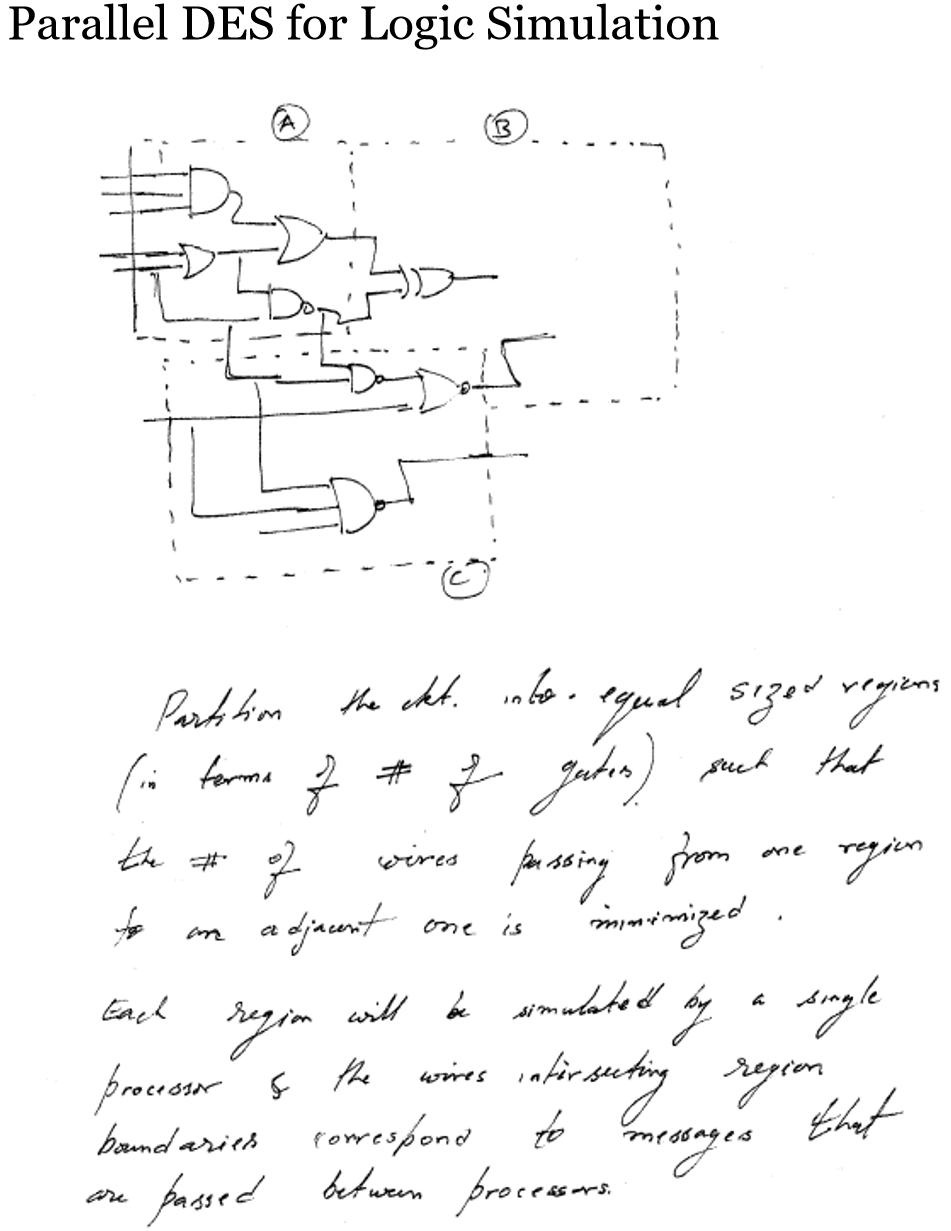 Parallel DES for Logic Simulation
A
B
C
Partition the ckt. into equal sized regions
(in terms of # of gates) such that
the # of wires passing from one region
to an adjacent one is minimized.
Each region will be simulated by a single
processor & the wires intersecting region
boundaries correspond to messages that
are passed between processors.